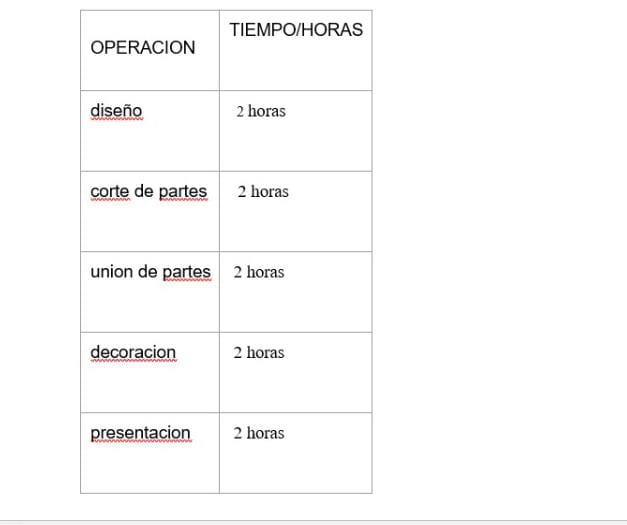 OPERACION TIEMPO/HORAS
diseño 2 horas
corte de partes 2 horas
union de partes 2 horas
decoracion 2 horas
presentacion 2 horas